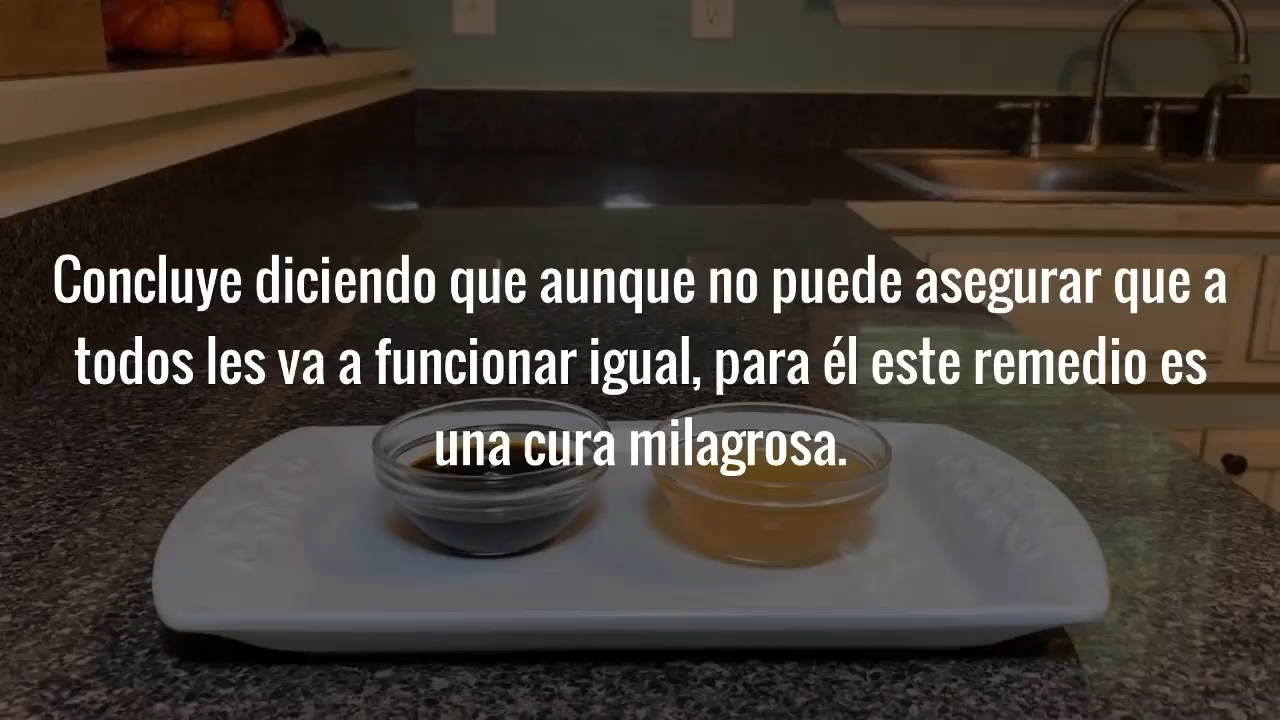 Concluye diciendo que aunque no puede asegurar que a
todos les va a funcionar igual, para él este remedio es
una cura milagrosa.